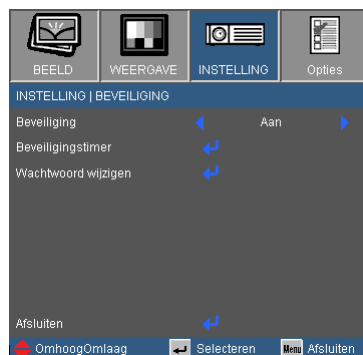 BEELD WEERGAVE INSTELLING Opties
INSTELLING | BEVEILIGING
Beveiliging Aan
Beveiligingstimer
Wachtwoord wijzigen
Afsluiten
OmhoogOmlaag Selecteren Menu Afsluiten